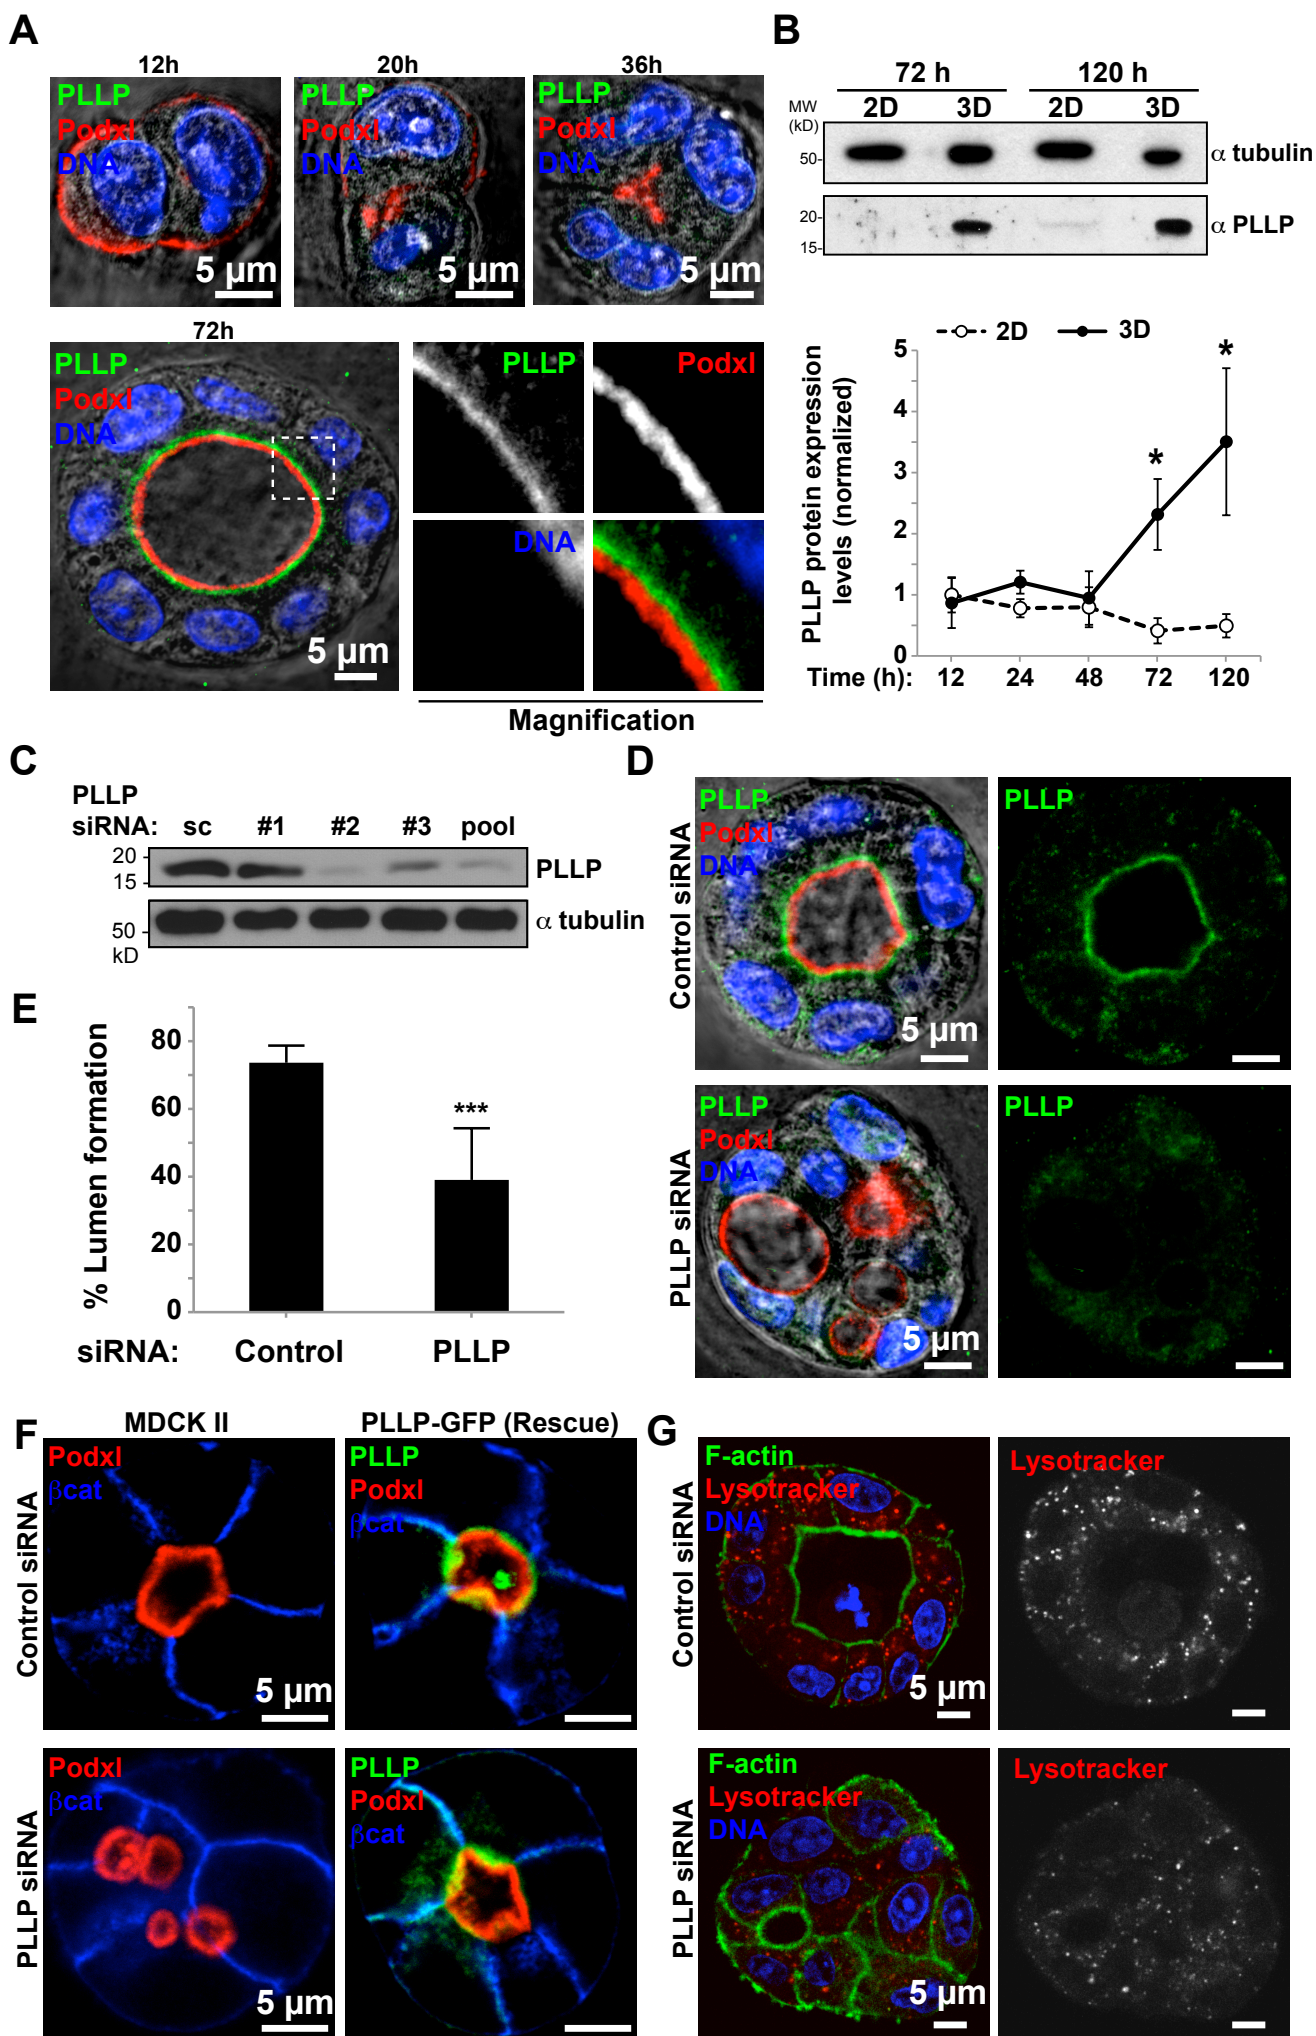 A
12h
PLLP
Podxl
DNA
5 µm
20h
PLLP
Podxl
DNA
5 µm
36h
PLLP
Podxl
DNA
5 µm
72h
PLLP
Podxl
DNA
5 µm
PLLP
Podxl
DNA
Magnification
B
72 h 120 h
MW
(kD)
2D 3D 2D 3D
50-
α tubulin
20-
15-
α PLLP
2D 3D
PLLP protein expression
levels (normalized)
5
4
3
2
1
0
*
*
Time (h): 12 24 48 72 120
C
PLLP
siRNA: sc #1 #2 #3 pool
20
15
PLLP
50
kD
α tubulin
D
Control siRNA
PLLP
Podxl
DNA
5 µm
PLLP
PLLP siRNA
PLLP
Podxl
DNA
5 µm
PLLP
E
% Lumen formation
80
60
40
20
0
***
siRNA: Control PLLP
F
MDCK II
PLLP-GFP (Rescue)
Control siRNA
Podxl
βcat
5 µm
PLLP
Podxl
βcat
PLLP siRNA
Podxl
βcat
5 µm
PLLP
Podxl
βcat
G
Control siRNA
F-actin
Lysotracker
DNA
5 µm
Lysotracker
PLLP siRNA
F-actin
Lysotracker
DNA
5 µm
Lysotracker